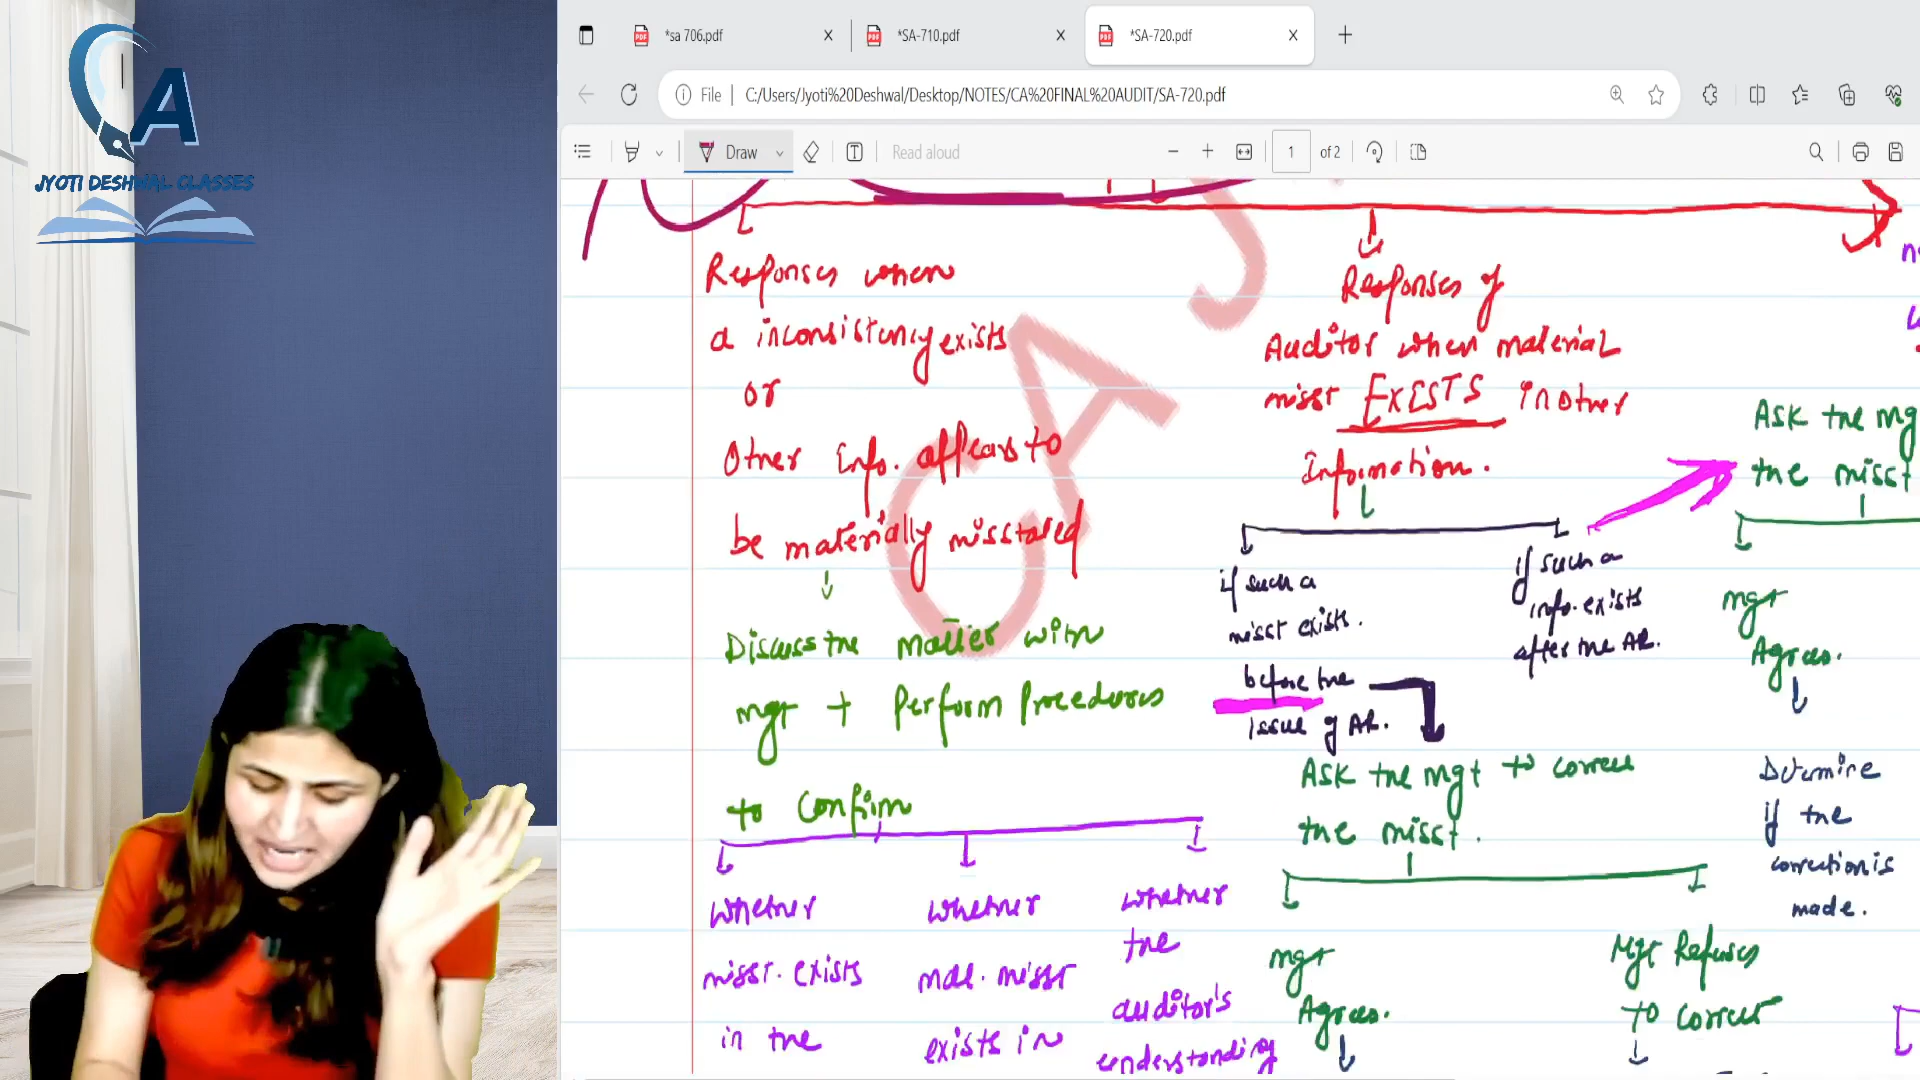 A
JYOTI DESHWAL CLASSES
*sa 706.pdf
*SA-710.pdf
*SA-720.pdf
File
C:/Users/Jyoti%20Deshwal/Desktop/NOTES/CA%20FINAL%20AUDIT/SA-720.pdf
Draw
Read aloud
1
of 2
CA J
Responses when
a inconsistency exists
or
Other info. appears to
be materially misstated
Discuss the matter with
mgt + Perform Procedures
to confirm
whether
misst. exists
in the
whether
mat. misst
exists in
whether
the
auditor's
understanding
Responses of
Auditor when material
misst EXISTS in other
Information.
if such a
misst exists.
before the
issue of AR.
if such a
info. exists
after the AR.
Ask the mgt to correct
the misst.
mgt
Agrees.
Mgt Refuses
to correct
Ask the mg
the misst
mgt
Agrees.
Determine
if the
correction is
made.